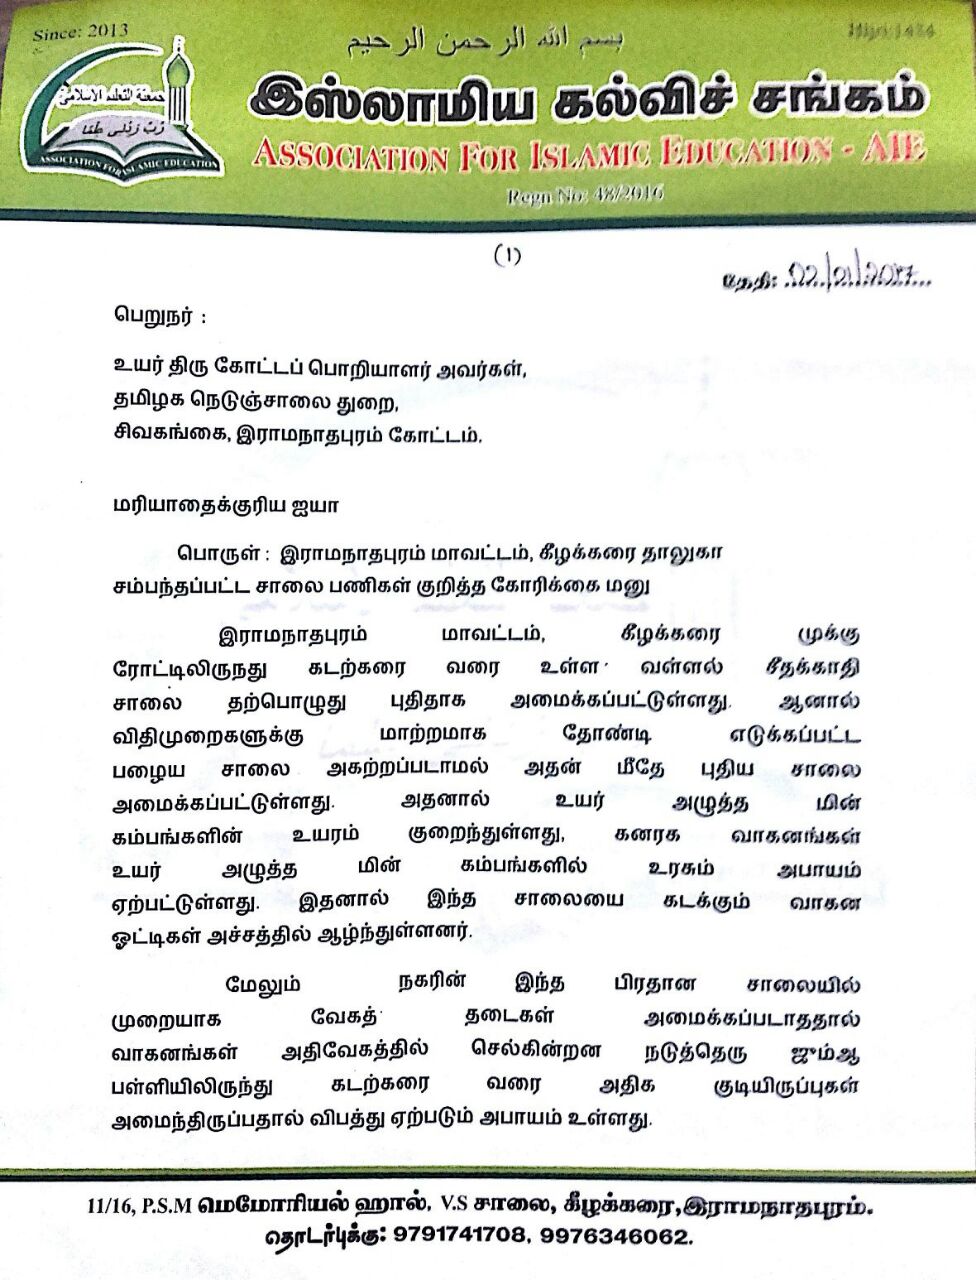 Since: 2013
Hijri 1434
بسم الله الرحمن الرحيم
رب زدني علما
ASSOCIATION FOR ISLAMIC EDUCATION
இஸ்லாமிய கல்விச் சங்கம்
ASSOCIATION FOR ISLAMIC EDUCATION - AIE
Regn No: 48/2016
(1)
தேதி: 02/01/2017
பெறுநர் :
உயர் திரு கோட்டப் பொறியாளர் அவர்கள்,
தமிழக நெடுஞ்சாலை துறை,
சிவகங்கை, இராமநாதபுரம் கோட்டம்.
மரியாதைக்குரிய ஐயா
பொருள் : இராமநாதபுரம் மாவட்டம், கீழக்கரை தாலுகா
சம்பந்தப்பட்ட சாலை பணிகள் குறித்த கோரிக்கை மனு
இராமநாதபுரம் மாவட்டம், கீழக்கரை முக்கு
ரோட்டிலிருநது கடற்கரை வரை உள்ள வள்ளல் சீதக்காதி
சாலை தற்பொழுது புதிதாக அமைக்கப்பட்டுள்ளது. ஆனால்
விதிமுறைகளுக்கு மாற்றமாக தோண்டி எடுக்கப்பட்ட
பழைய சாலை அகற்றப்படாமல் அதன் மீதே புதிய சாலை
அமைக்கப்பட்டுள்ளது. அதனால் உயர் அழுத்த மின்
கம்பங்களின் உயரம் குறைந்துள்ளது, கனரக வாகனங்கள்
உயர் அழுத்த மின் கம்பங்களில் உரசும் அபாயம்
ஏற்பட்டுள்ளது. இதனால் இந்த சாலையை கடக்கும் வாகன
ஓட்டிகள் அச்சத்தில் ஆழ்ந்துள்ளனர்.
மேலும் நகரின் இந்த பிரதான சாலையில்
முறையாக வேகத் தடைகள் அமைக்கப்படாததால்
வாகனங்கள் அதிவேகத்தில் செல்கின்றன நடுத்தெரு ஜும்ஆ
பள்ளியிலிருந்து கடற்கரை வரை அதிக குடியிருப்புகள்
அமைந்திருப்பதால் விபத்து ஏற்படும் அபாயம் உள்ளது.
11/16, P.S.M மெமோரியல் ஹால், V.S சாலை, கீழக்கரை,இராமநாதபுரம்.
தொடர்புக்கு: 9791741708, 9976346062.